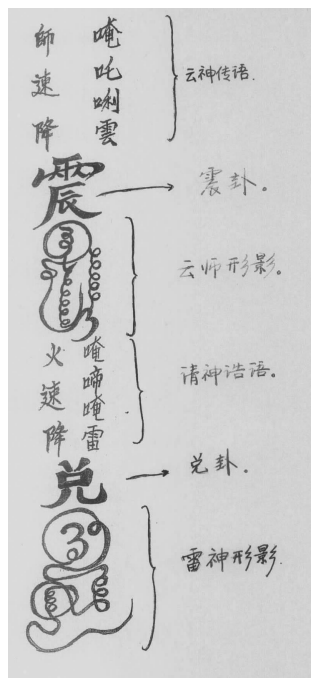 唵吒唎雲
師速降
云神传语.
震
震卦。
云师形影。
唵啼唵雷
火速降
请神诰语。
兑
兑卦.
雷神形影.